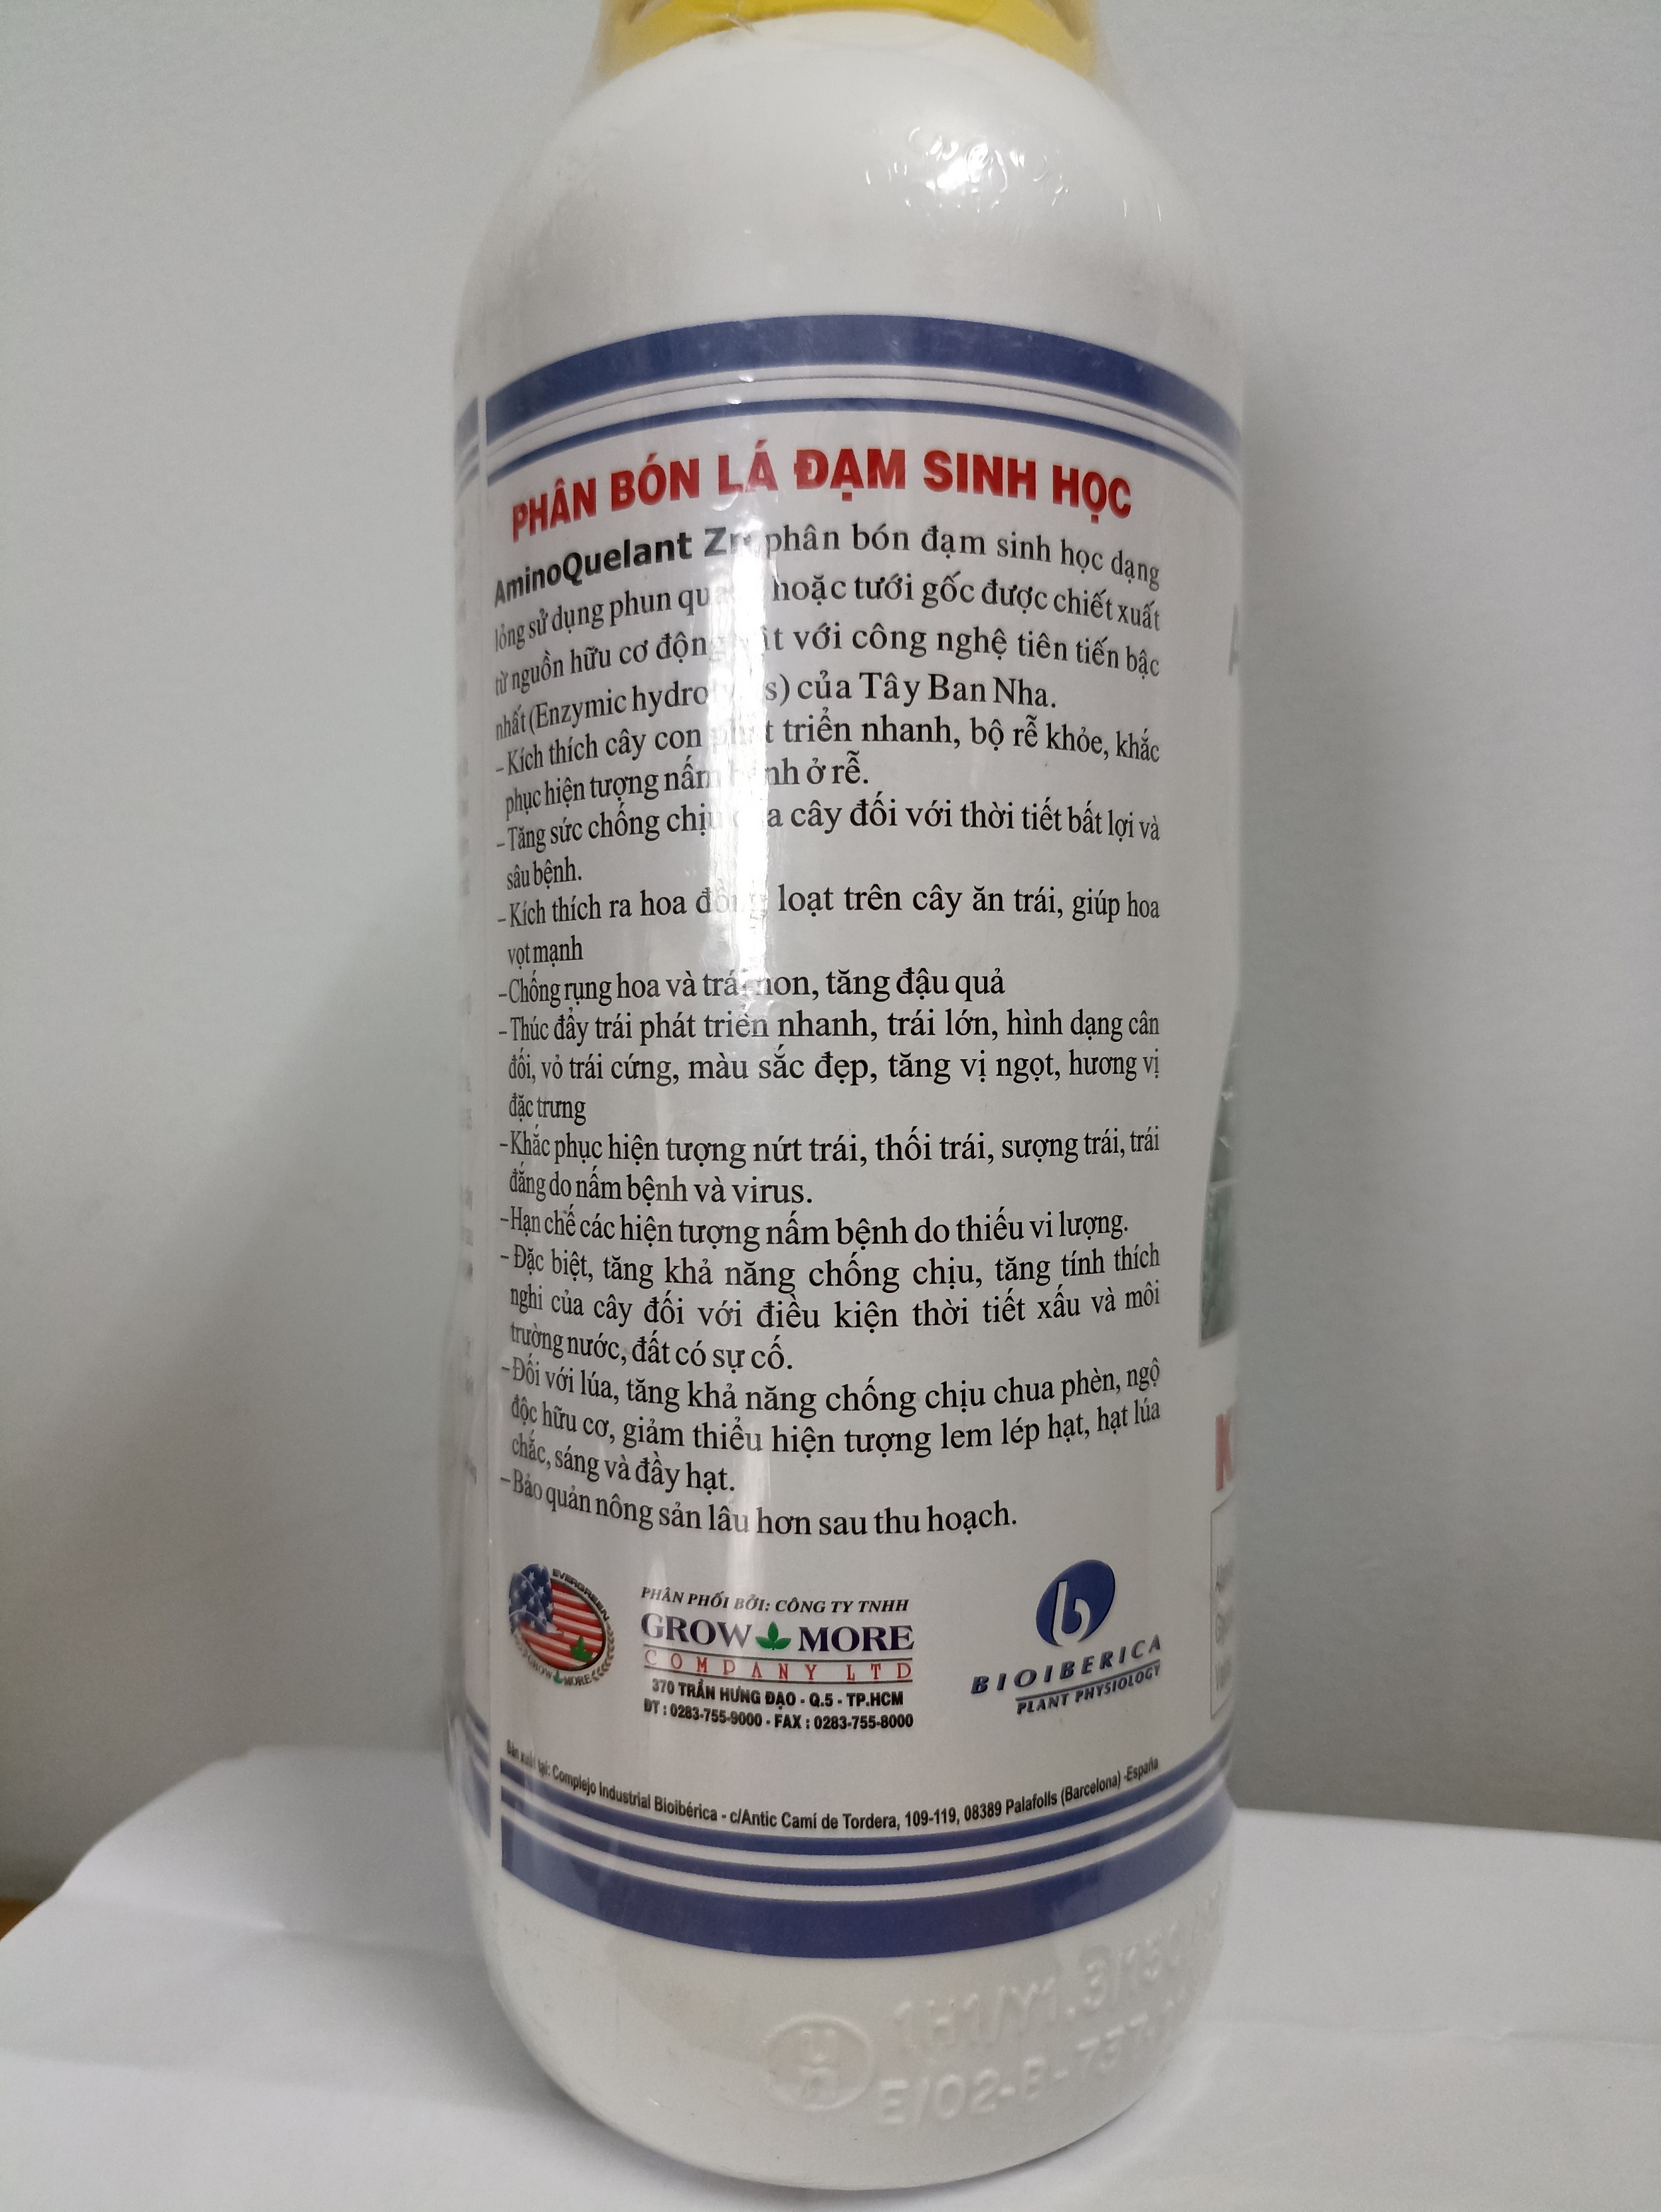 PHÂN BÓN LÁ ĐẠM SINH HỌC
AminoQuelant phân bón đạm sinh học dạng
lỏng sử dụng phun hoặc tưới gốc được chiết xuất
từ nguồn hữu cơ động với công nghệ tiên tiến bậc
nhất (Enzymic của Tây Ban Nha.
-Kích thích cây con phát triển nhanh, bộ rễ khỏe, khắc
phục hiện tượng nấm bệnh ở rễ.
-Tăng sức chống chịu của cây đối với thời tiết bất lợi và
sâu bệnh.
-Kích thích ra hoa đồng loạt trên cây ăn trái, giúp hoa
vọt mạnh
-Chống rụng hoa và trái non, tăng đậu quả
-Thúc đẩy trái phát triển nhanh, trái lớn, hình dạng cân
đối, vỏ trái cứng, màu sắc đẹp, tăng vị ngọt, hương vị
đặc trưng
-Khắc phục hiện tượng nứt trái, thối trái, sượng trái, trái
đắng do nấm bệnh và virus.
-Hạn chế các hiện tượng nấm bệnh do thiếu vi lượng.
-Đặc biệt, tăng khả năng chống chịu, tăng tính thích
nghi của cây đối với điều kiện thời tiết xấu và môi
trường nước, đất có sự cố.
-Đối với lúa, tăng khả năng chống chịu chua phèn, ngộ
độc hữu cơ, giảm thiểu hiện tượng lem lép hạt, hạt lúa
chắc, sáng và đầy hạt.
-Bảo quản nông sản lâu hơn sau thu hoạch.
EVERGREEN
GROW MORE
PHÂN PHỐI BỞI: CÔNG TY TNHH
GROW MORE
COMPANY LTD
370 TRẦN HƯNG ĐẠO - Q.5 - TP.HCM
ĐT : 0283-755-9000 - FAX : 0283-755-8000
b
BIOIBERICA
PLANT PHYSIOLOGY
Sản xuất tại: Complejo Industrial Bioibérica - c/Antic Camí de Tordera, 109-119, 08389 Palafolls (Barcelona) -España